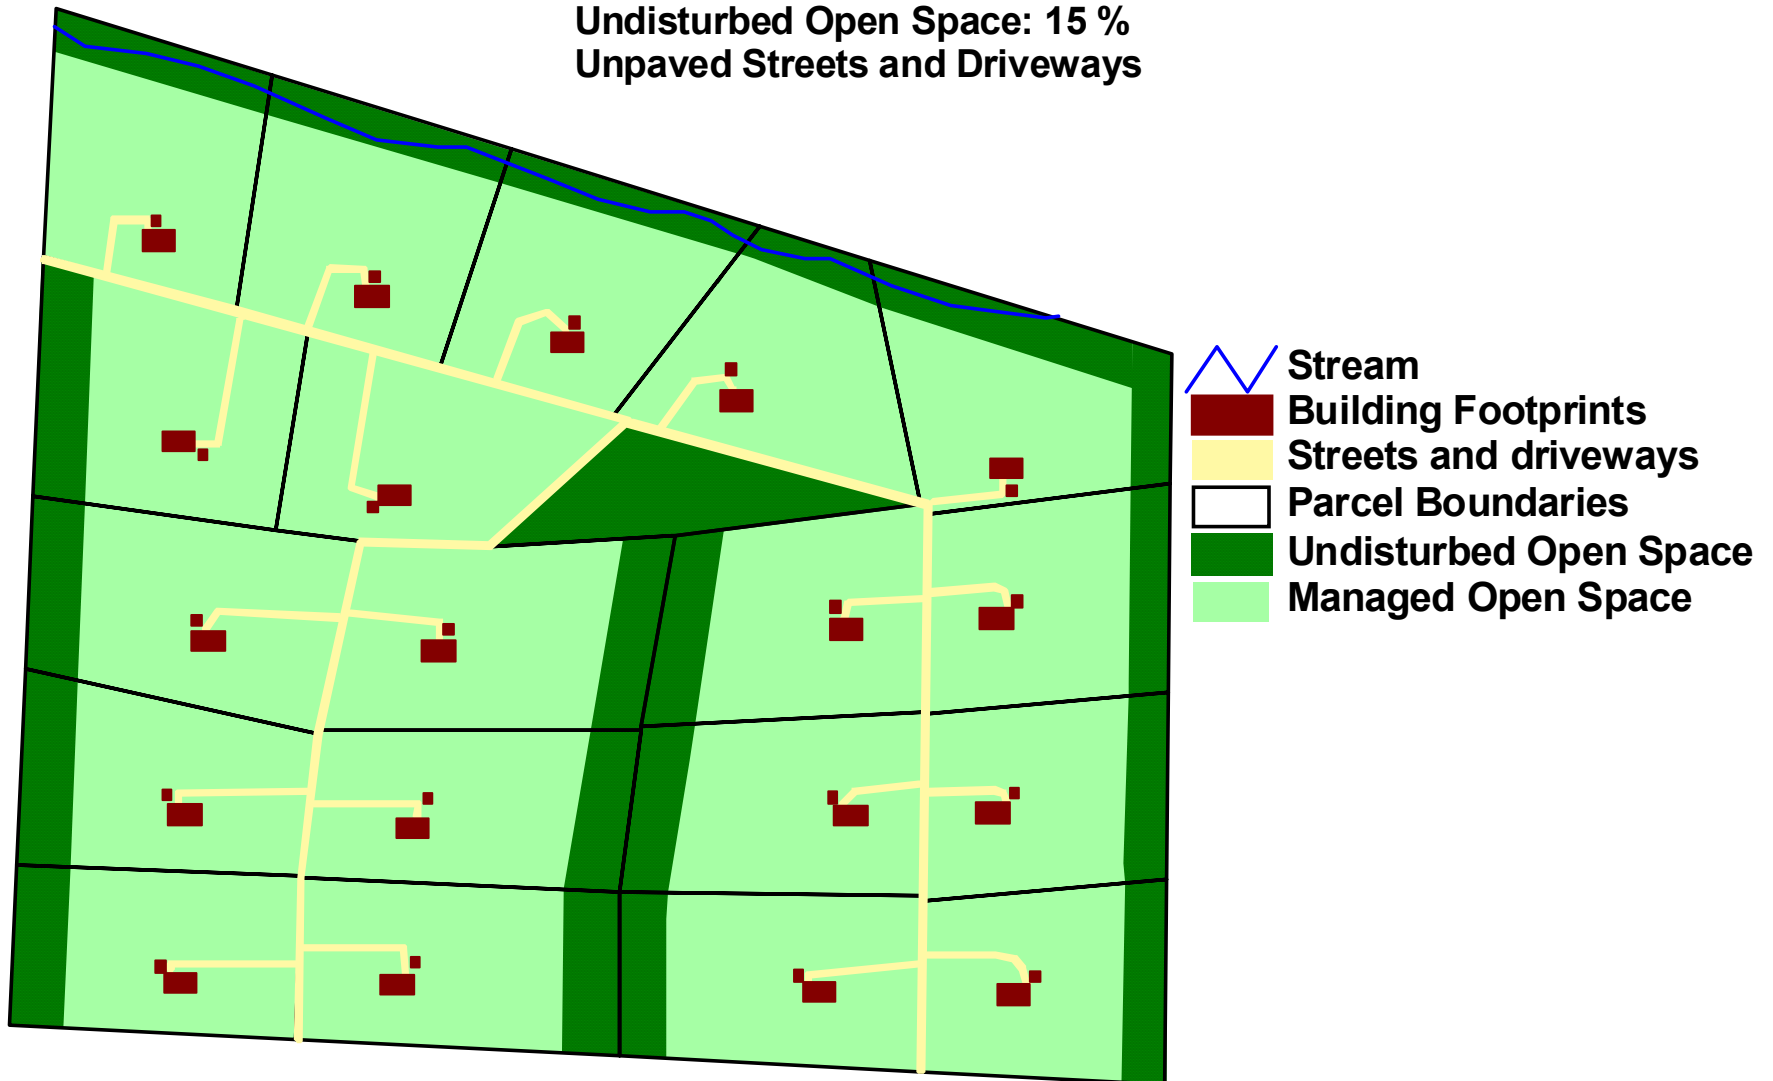 Undisturbed Open Space: 15 %
Unpaved Streets and Driveways
Stream
Building Footprints
Streets and driveways
Parcel Boundaries
Undisturbed Open Space
Managed Open Space